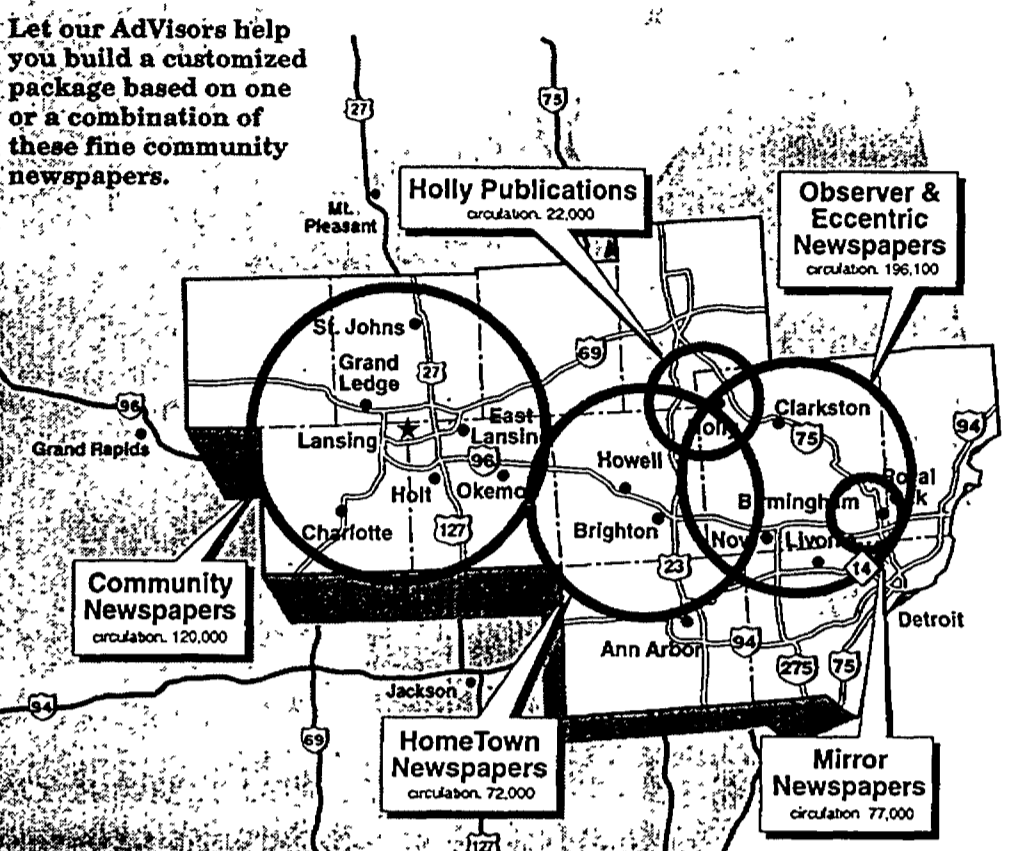 Let our AdVisors help
you build a customized
package based on one
or a combination of
these fine community
newspapers.
27
75
Holly Publications
circulation. 22,000
Observer &
Eccentric
Newspapers
circulation. 196,100
Mt.
Pleasant
St. Johns
Grand
Ledge
27
69
96
Grand Rapids
Lansing
East
Lansing
96
Holt
Okemo
Charlotte
127
Howell
Brighton
Clarkston
75
94
Royal
Birmingham
Livon
23
14
Detroit
Community
Newspapers
circulation. 120,000
Ann Arbor
94
275
75
Jackson
94
69
HomeTown
Newspapers
circulation. 72,000
Mirror
Newspapers
circulation 77,000
127